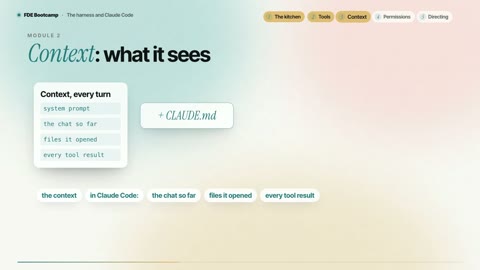 FDE Bootcamp · The harness and Claude Code
The kitchen
Tools
Context
Permissions
Directing
MODULE 2
Context: what it sees
Context, every turn
system prompt
the chat so far
files it opened
every tool result
+ CLAUDE.md
the context
in Claude Code:
the chat so far
files it opened
every tool result